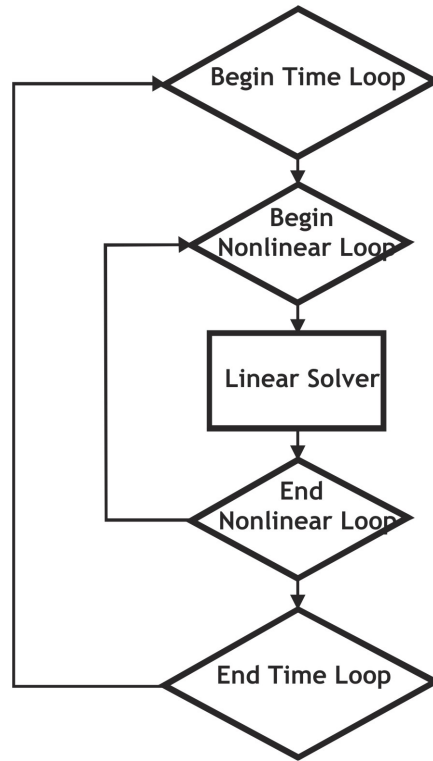 Begin Time Loop
Begin
Nonlinear Loop
Linear Solver
End
Nonlinear Loop
End Time Loop